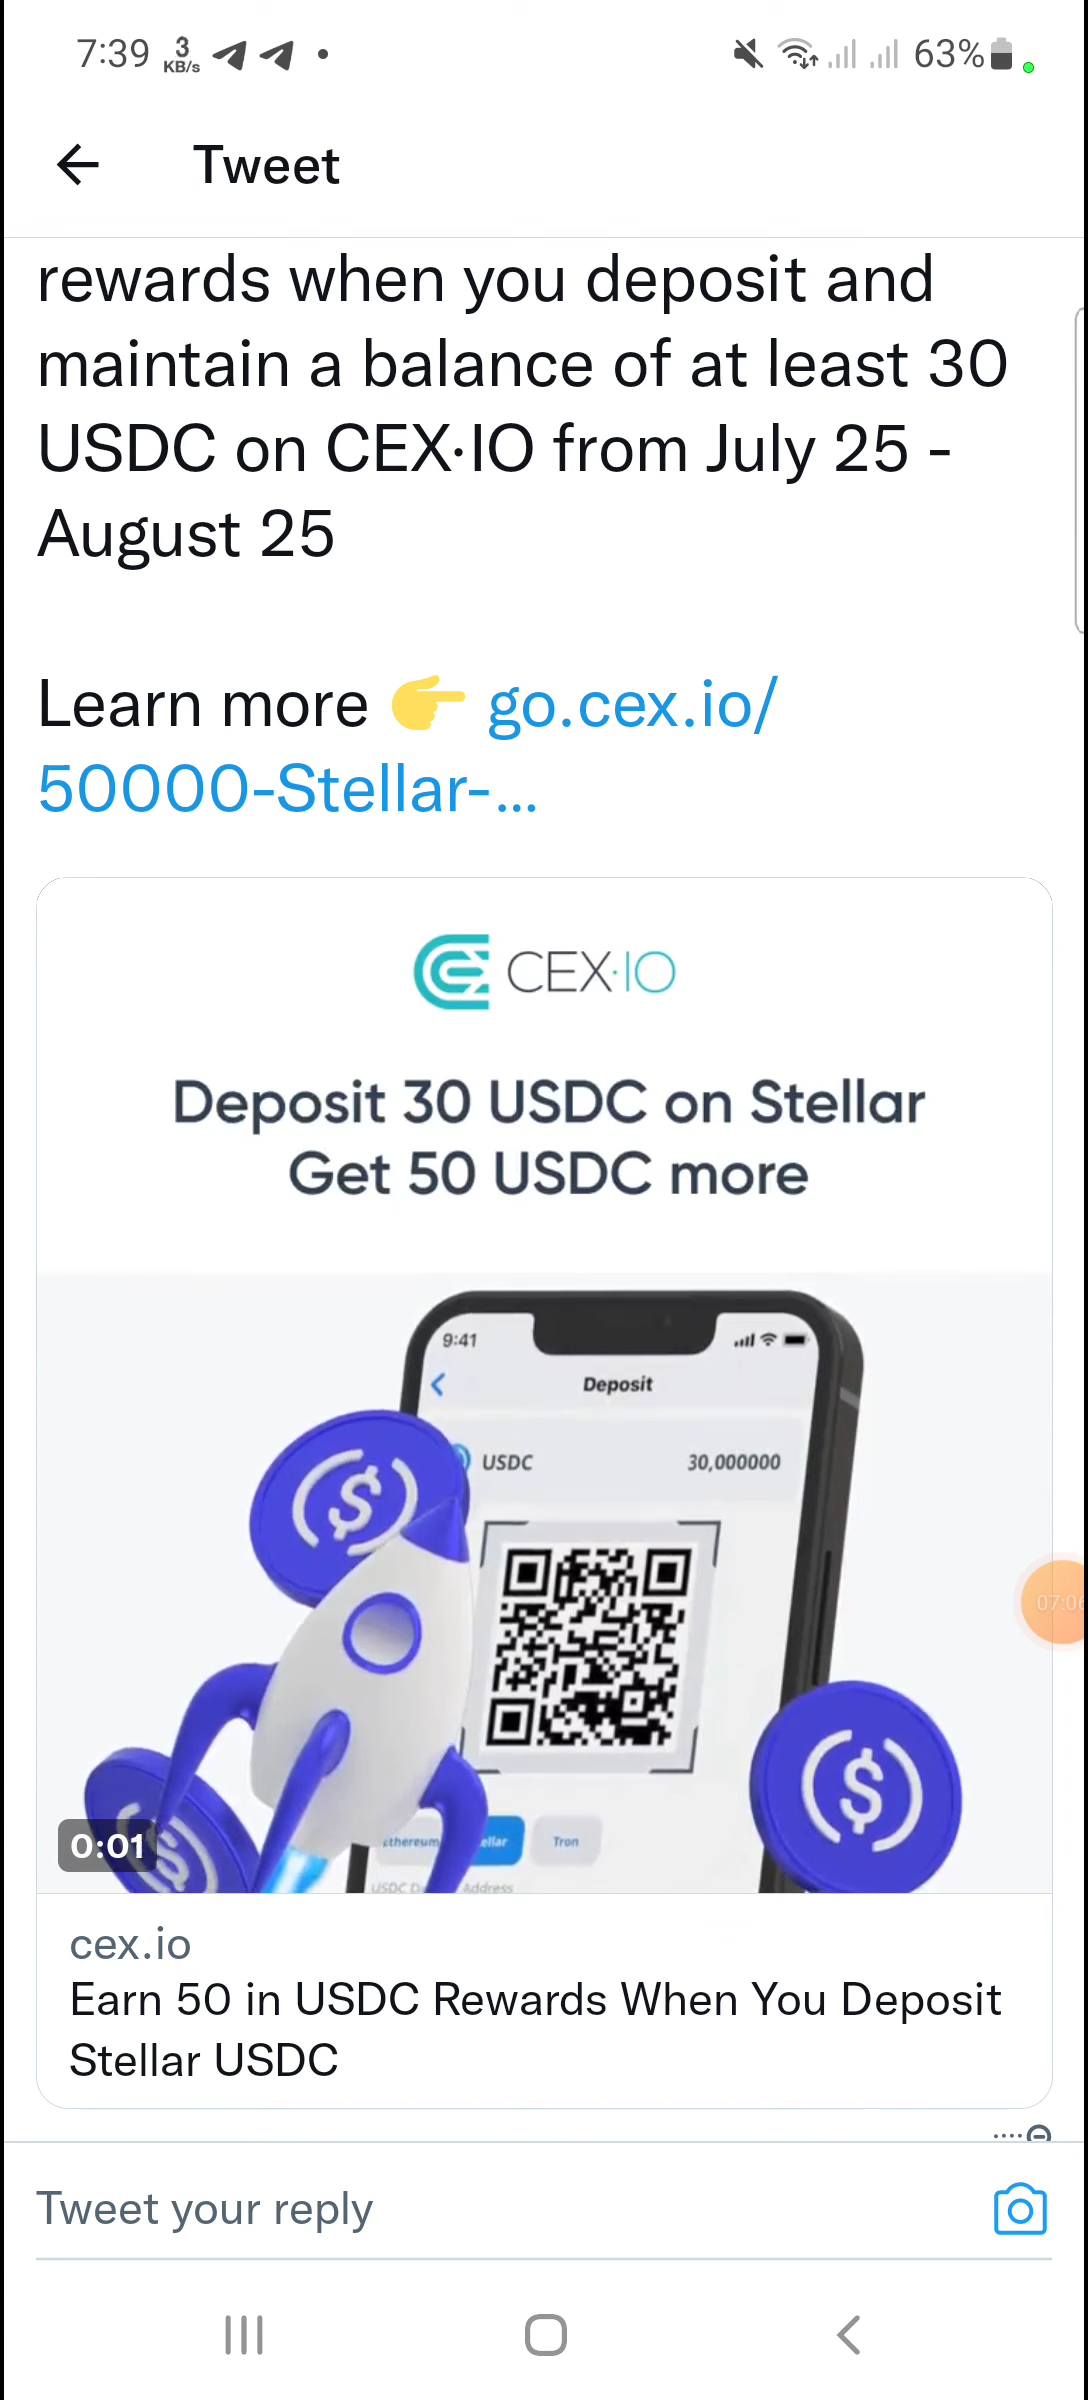 7:39 3 KB/s 63%
Tweet
rewards when you deposit and
maintain a balance of at least 30
USDC on CEX·IO from July 25 -
August 25
Learn more 👉 go.cex.io/
50000-Stellar-...
CEX·IO
Deposit 30 USDC on Stellar
Get 50 USDC more
9:41
Deposit
USDC 30,000000
ellar Tron
Address
0:01
07:0
cex.io
Earn 50 in USDC Rewards When You Deposit
Stellar USDC
Tweet your reply